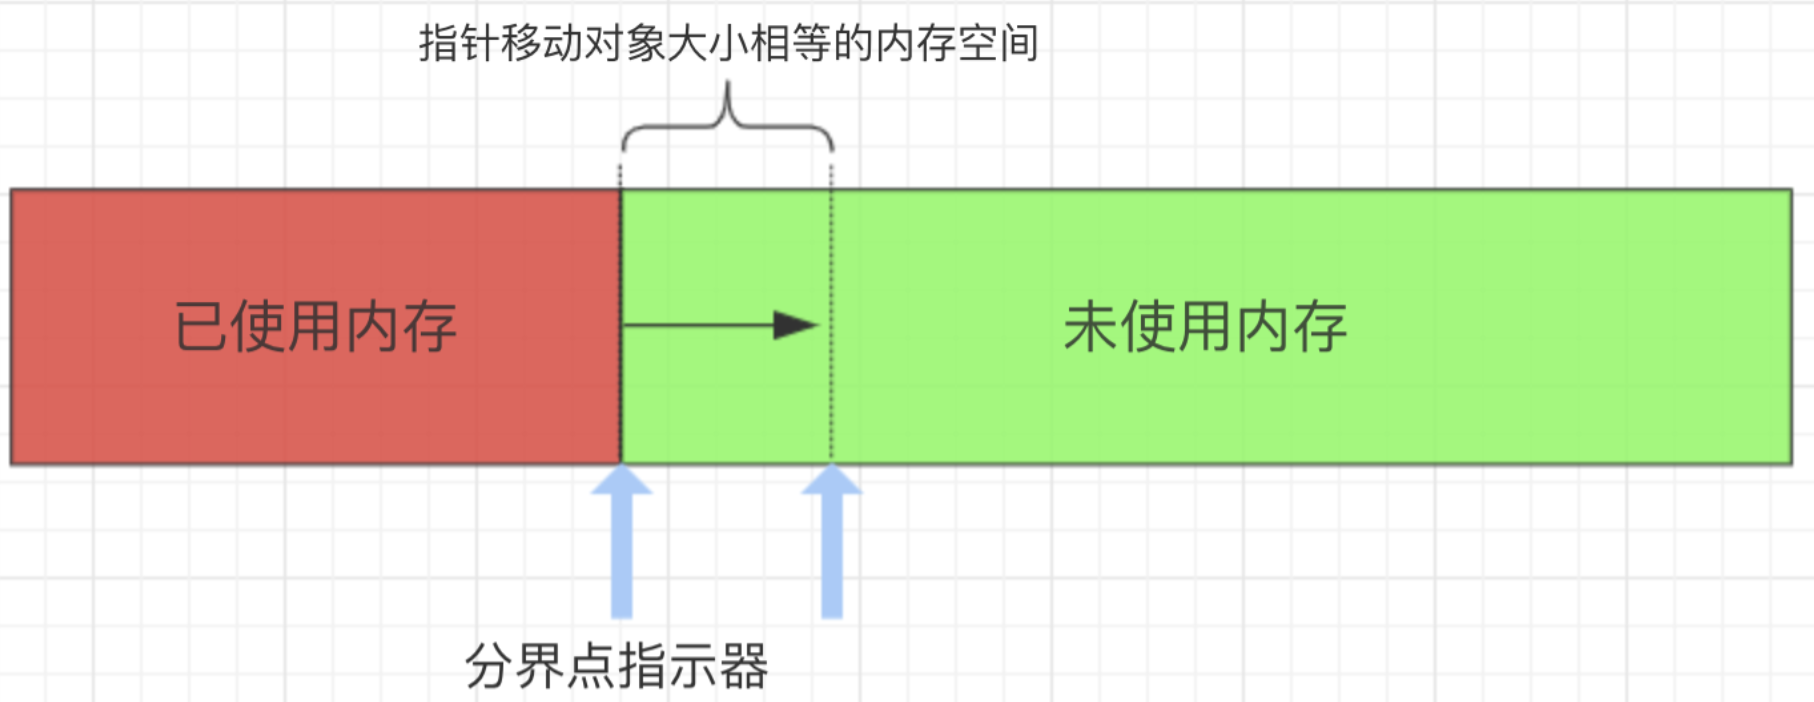 指针移动对象大小相等的内存空间
已使用内存
未使用内存
分界点指示器